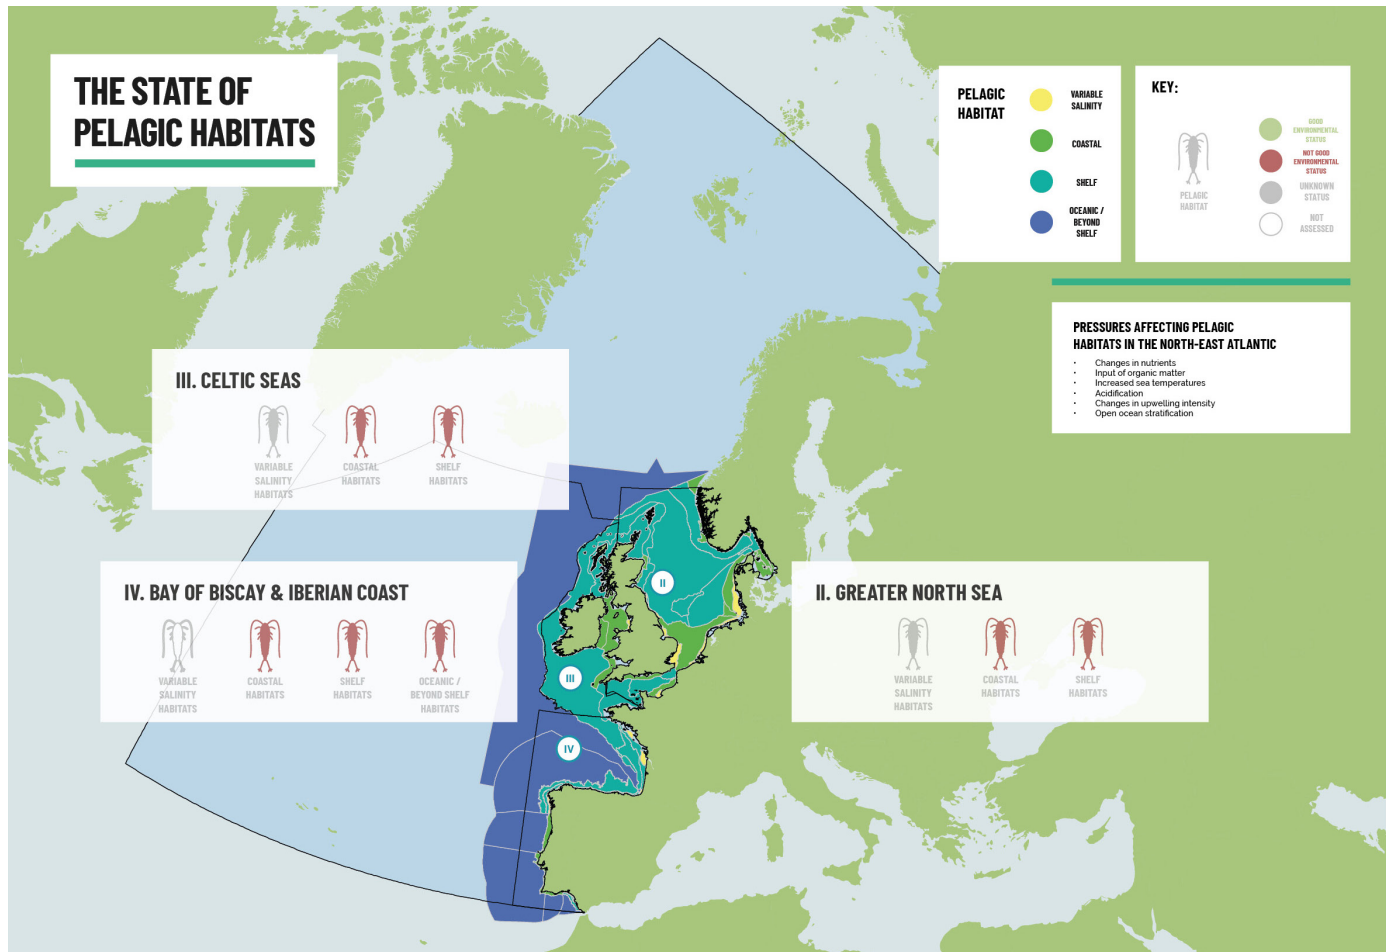 THE STATE OF
PELAGIC HABITATS
PELAGIC
HABITAT
VARIABLE
SALINITY
COASTAL
SHELF
OCEANIC /
BEYOND
SHELF
KEY:
PELAGIC
HABITAT
GOOD
ENVIRONMENTAL
STATUS
NOT GOOD
ENVIRONMENTAL
STATUS
UNKNOWN
STATUS
NOT
ASSESSED
PRESSURES AFFECTING PELAGIC
HABITATS IN THE NORTH-EAST ATLANTIC
• Changes in nutrients
• Input of organic matter
• Increased sea temperatures
• Acidification
• Changes in upwelling intensity
• Open ocean stratification
III. CELTIC SEAS
VARIABLE
SALINITY
HABITATS
COASTAL
HABITATS
SHELF
HABITATS
IV. BAY OF BISCAY & IBERIAN COAST
VARIABLE
SALINITY
HABITATS
COASTAL
HABITATS
SHELF
HABITATS
OCEANIC /
BEYOND SHELF
HABITATS
II. GREATER NORTH SEA
VARIABLE
SALINITY
HABITATS
COASTAL
HABITATS
SHELF
HABITATS
II
III
IV